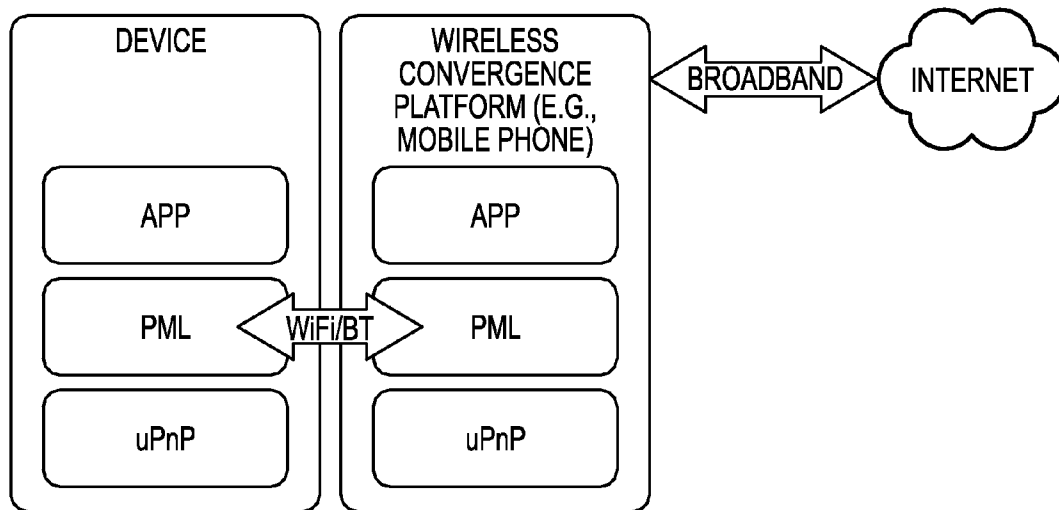 DEVICE
WIRELESS
CONVERGENCE
PLATFORM (E.G.,
MOBILE PHONE)
BROADBAND
INTERNET
APP
APP
PML
WiFi/BT
PML
uPnP
uPnP